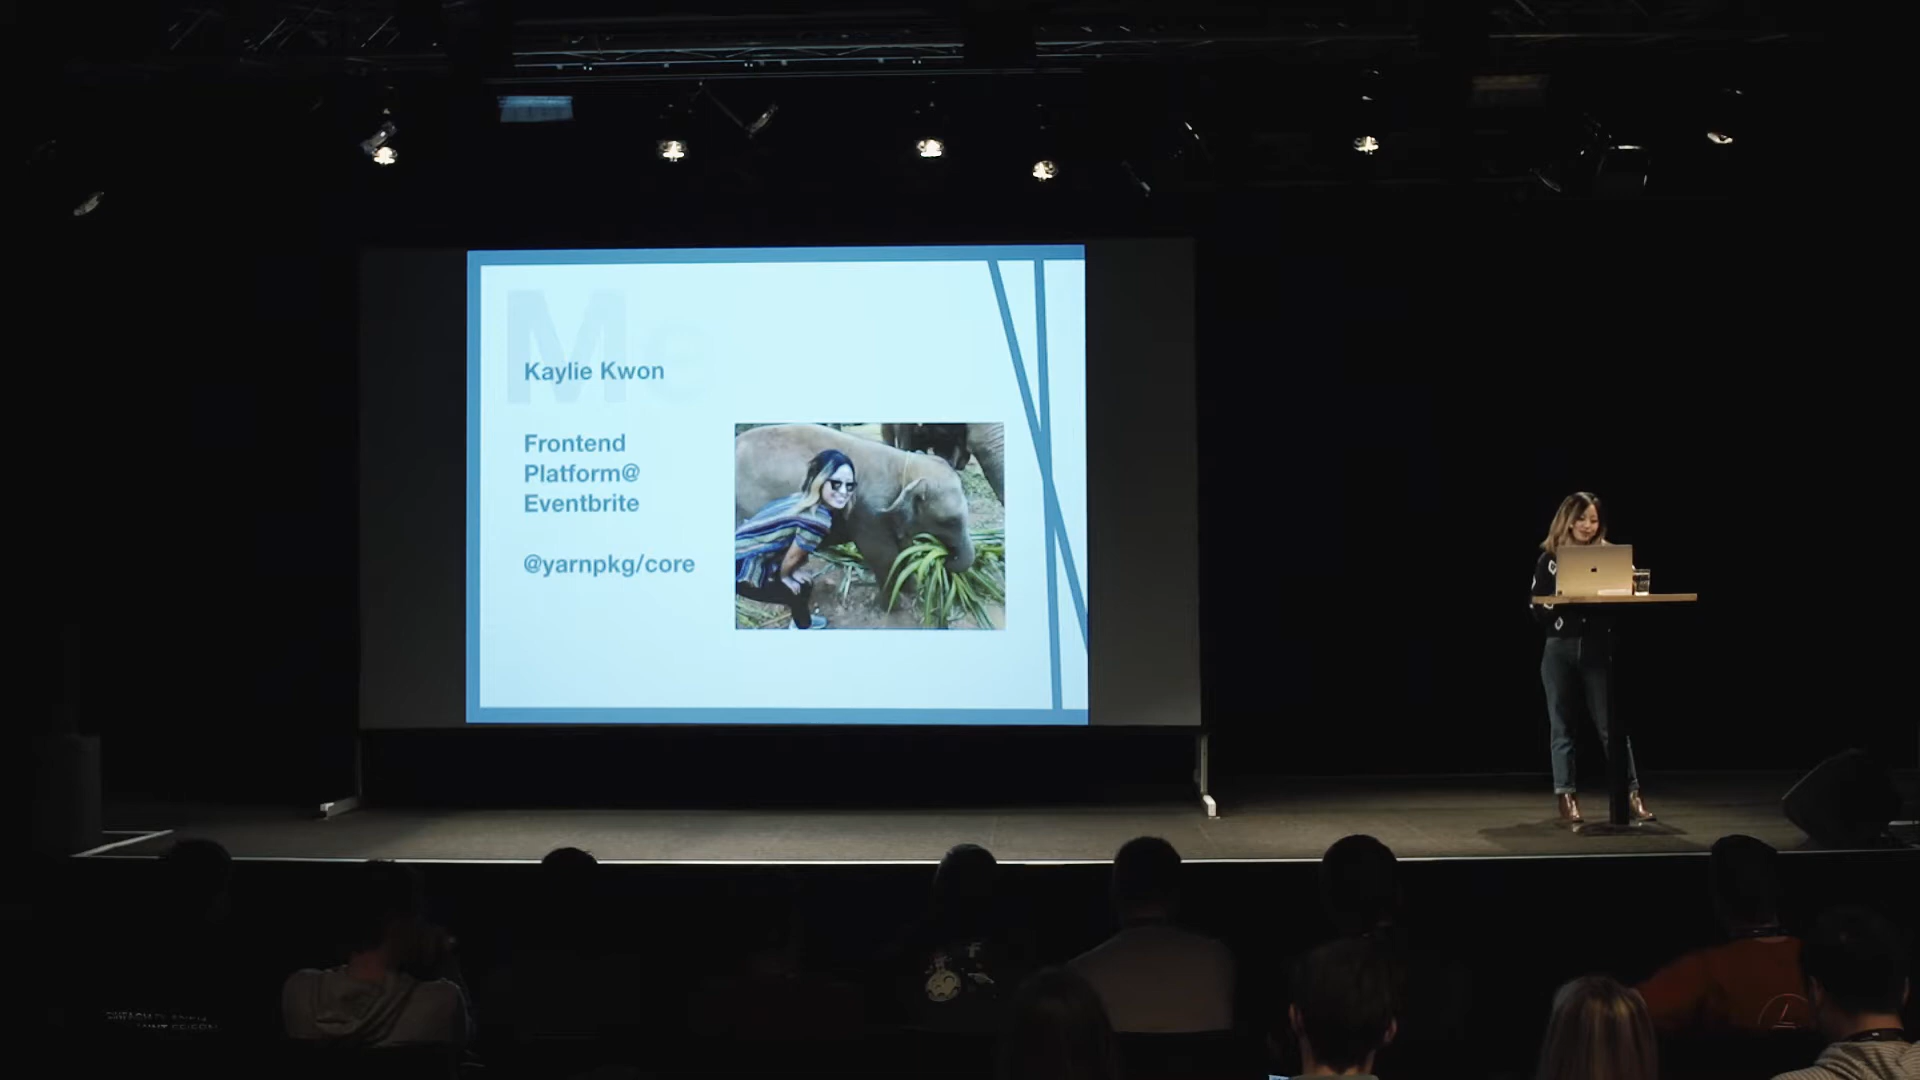 Me
Kaylie Kwon
Frontend
Platform@
Eventbrite
@yarnpkg/core